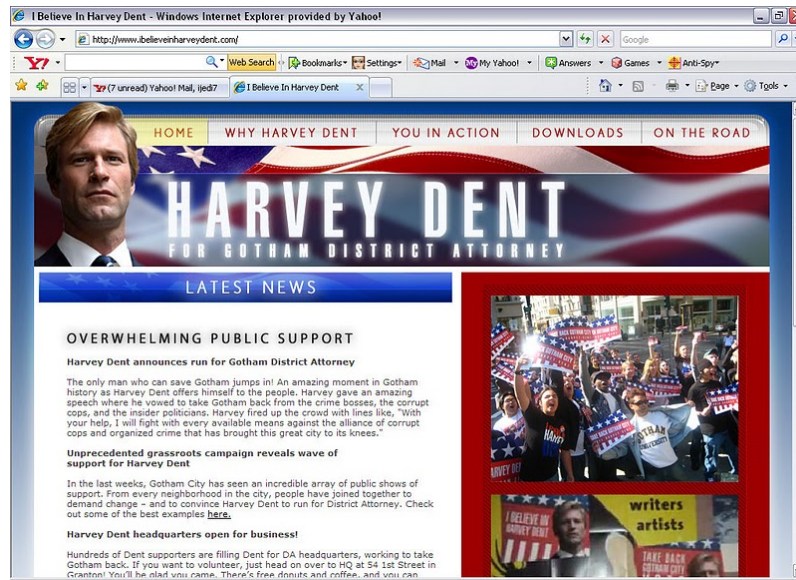 I Believe In Harvey Dent - Windows Internet Explorer provided by Yahoo!
http://www.ibelieveinharveydent.com/
Google
Y! Web Search Bookmarks Settings Mail My Yahoo! Answers Games Anti-Spy
(7 unread) Yahoo! Mail, ijedi7 I Believe In Harvey Dent X Page Tools
HOME WHY HARVEY DENT YOU IN ACTION DOWNLOADS ON THE ROAD
HARVEY DENT
FOR GOTHAM DISTRICT ATTORNEY
LATEST NEWS
OVERWHELMING PUBLIC SUPPORT
Harvey Dent announces run for Gotham District Attorney
The only man who can save Gotham jumps in! An amazing moment in Gotham
history as Harvey Dent offers himself to the people. Harvey gave an amazing
speech where he vowed to take Gotham back from the crime bosses, the corrupt
cops, and the insider politicians. Harvey fired up the crowd with lines like, "With
your help, I will fight with every available means against the alliance of corrupt
cops and organized crime that has brought this great city to its knees."
Unprecedented grassroots campaign reveals wave of
support for Harvey Dent
In the last weeks, Gotham City has seen an incredible array of public shows of
support. From every neighborhood in the city, people have joined together to
demand change – and to convince Harvey Dent to run for District Attorney. Check
out some of the best examples here.
Harvey Dent headquarters open for business!
Hundreds of Dent supporters are filling Dent for DA headquarters, working to take
Gotham back. If you want to volunteer, just head on over to HQ at 54 1st Street in
Granton! You'll be glad you came. There's free donuts and coffee, and you can
TAKE BACK GOTHAM CITY
GOTHAM
UNIVERSITY
HARVEY DENT
writers
artists
I BELIEVE IN
HARVEY DENT
TAKE BACK
GOTHAM CITY